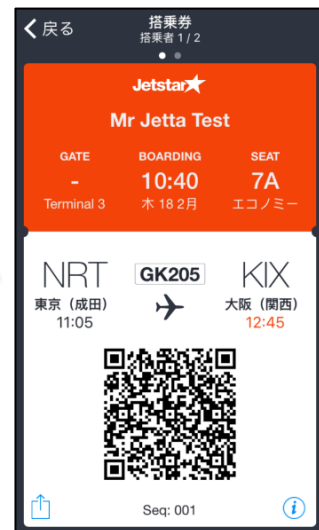 戻る
搭乗券
搭乗者 1 / 2
Jetstar
Mr Jetta Test
GATE BOARDING SEAT
- 10:40 7A
Terminal 3 木 18 2月 エコノミー
NRT GK205 KIX
東京（成田） 大阪（関西）
11:05 12:45
Seq: 001